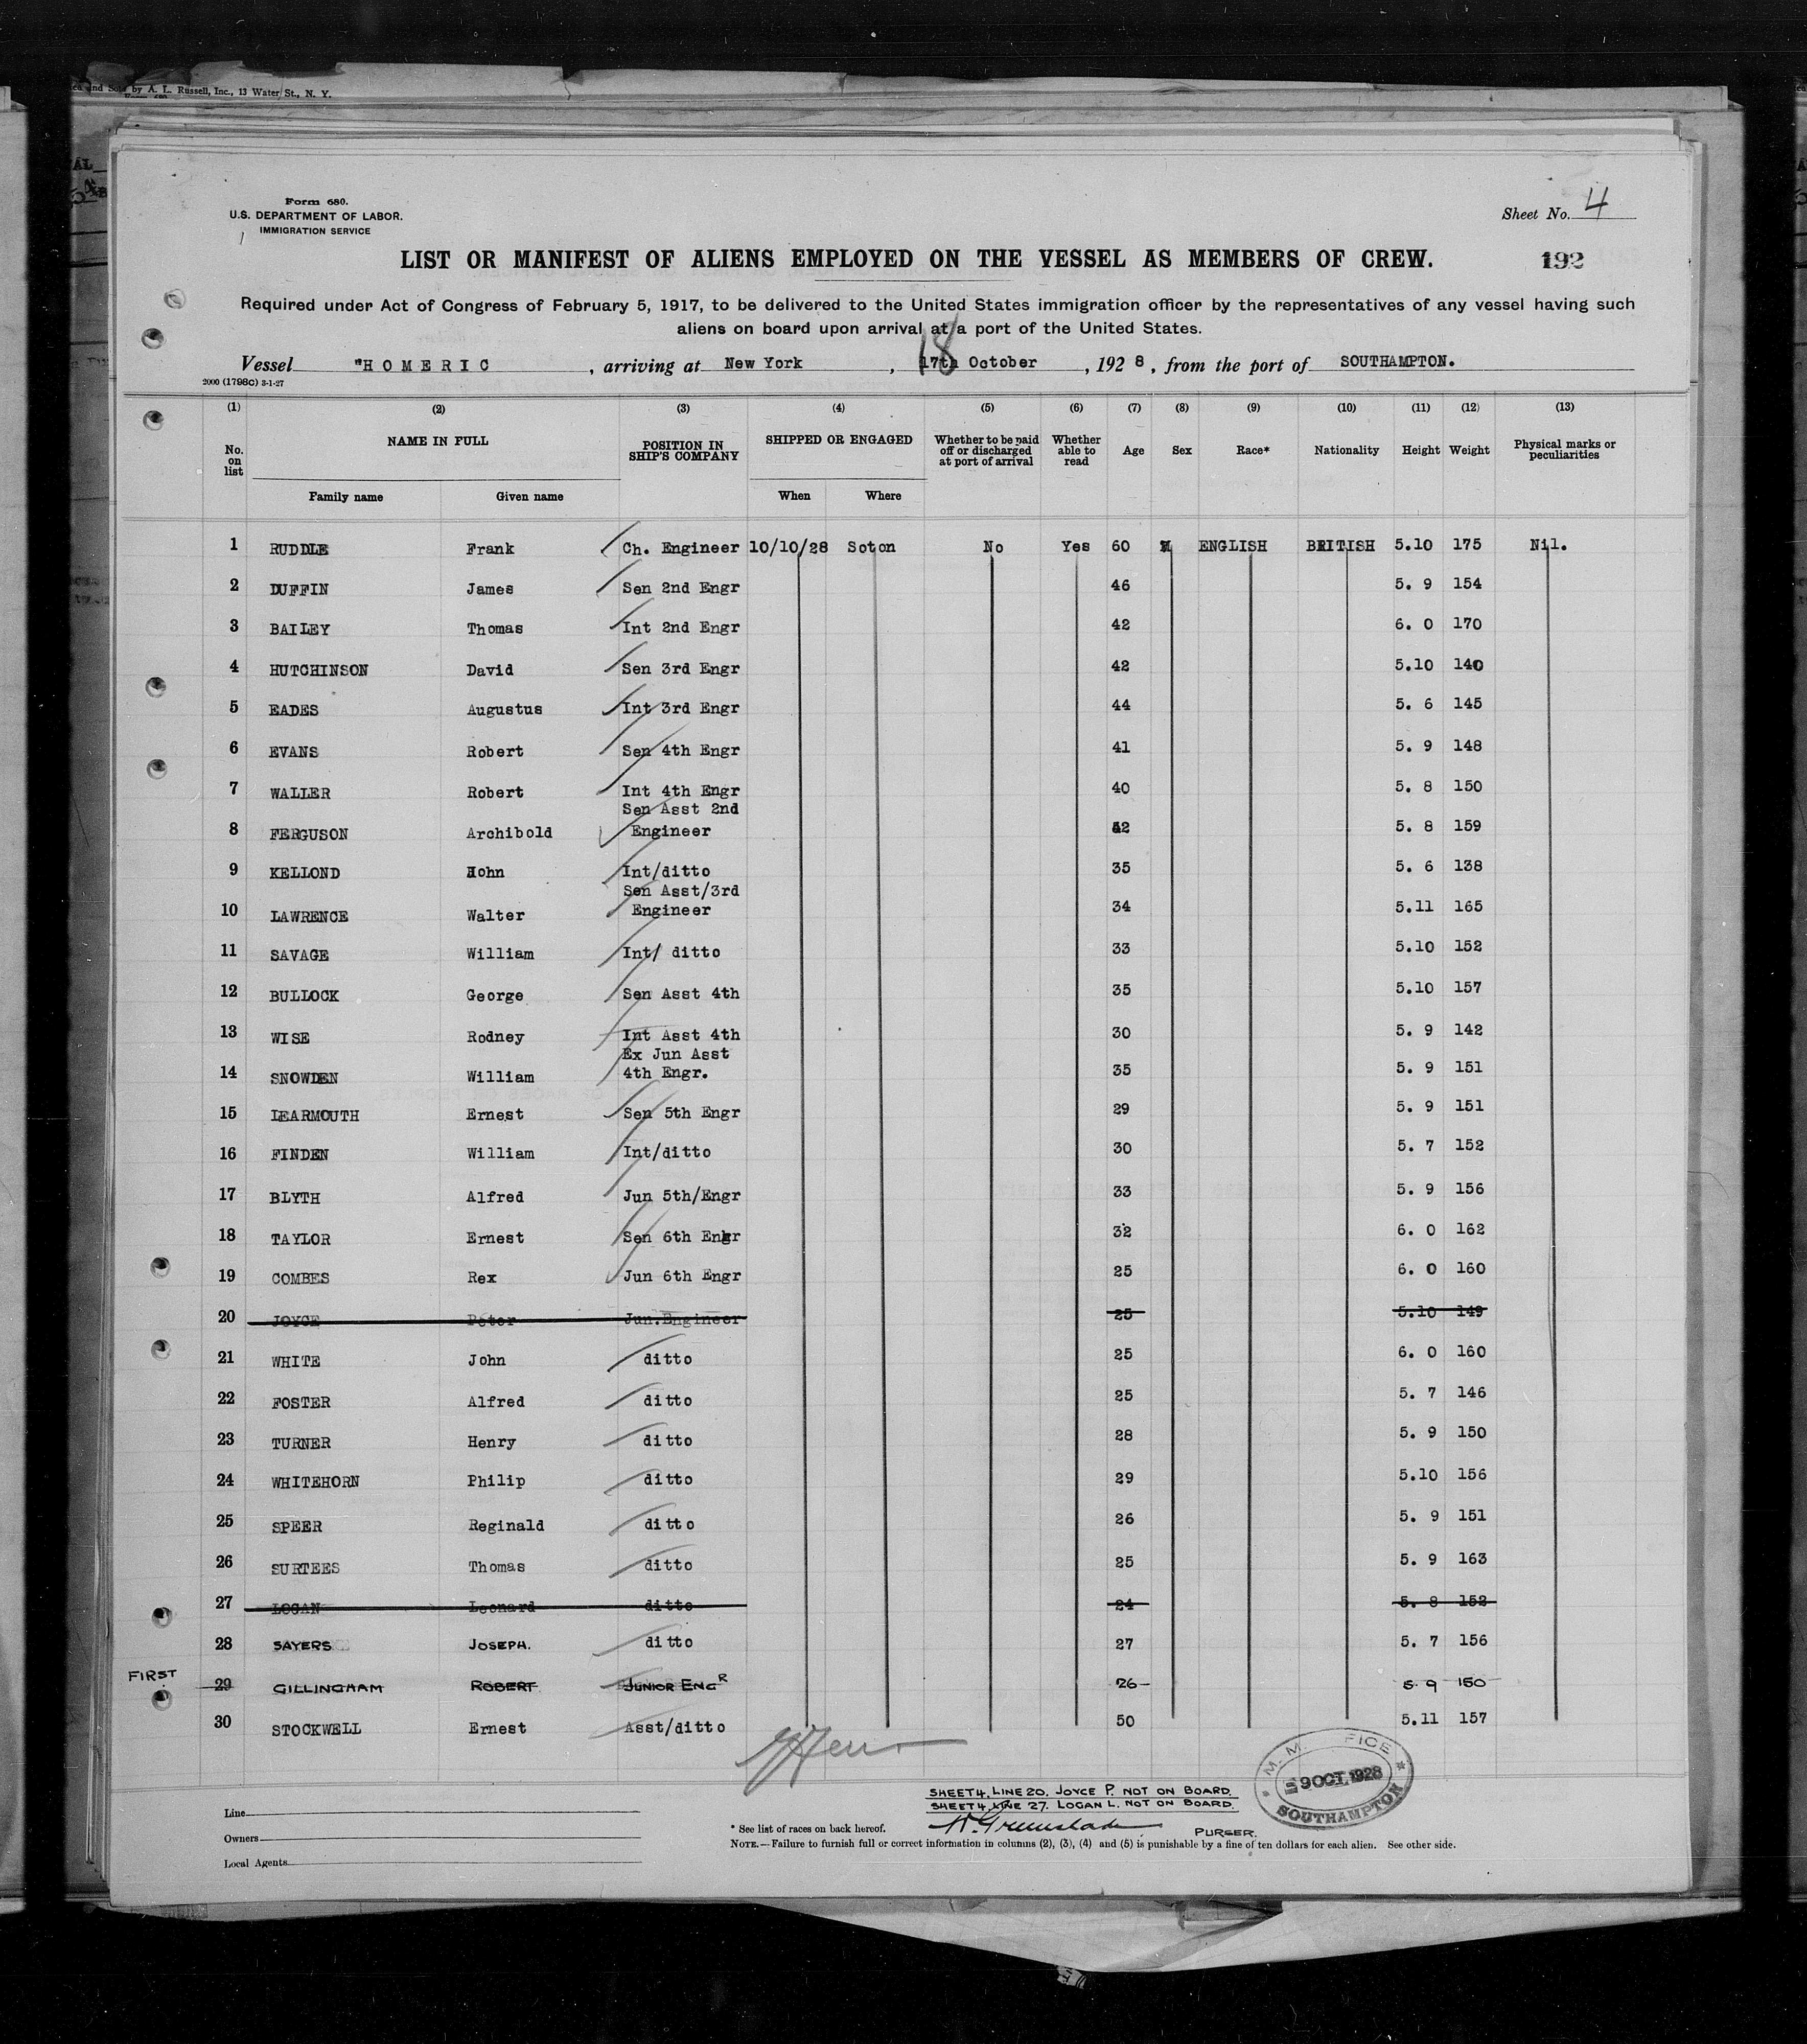 ed and Sold by A. L. Russell, Inc., 13 Water St., N. Y.
Form 680.
U.S. DEPARTMENT OF LABOR.
IMMIGRATION SERVICE
Sheet No. 4
LIST OR MANIFEST OF ALIENS EMPLOYED ON THE VESSEL AS MEMBERS OF CREW.
192
Required under Act of Congress of February 5, 1917, to be delivered to the United States immigration officer by the representatives of any vessel having such
aliens on board upon arrival at a port of the United States.
18
Vessel "HOMERIC , arriving at New York , 17th October , 1928, from the port of SOUTHAMPTON.
2000 (1798C) 3-1-27
(1) (2) (3) (4) (5) (6) (7) (8) (9) (10) (11) (12) (13)
No. on list NAME IN FULL POSITION IN SHIP'S COMPANY SHIPPED OR ENGAGED Whether to be paid off or discharged at port of arrival Whether able to read Age Sex Race* Nationality Height Weight Physical marks or peculiarities
Family name Given name When Where
1 RUDDLE Frank Ch. Engineer 10/10/28 Soton No Yes 60 M ENGLISH BRITISH 5.10 175 Nil.
2 DUFFIN James Sen 2nd Engr 46 5. 9 154
3 BAILEY Thomas Int 2nd Engr 42 6. 0 170
4 HUTCHINSON David Sen 3rd Engr 42 5.10 140
5 EADES Augustus Int 3rd Engr 44 5. 6 145
6 EVANS Robert Sen 4th Engr 41 5. 9 148
7 WALLER Robert Int 4th Engr 40 5. 8 150
Sen Asst 2nd
8 FERGUSON Archibold Engineer 42 5. 8 159
9 KELLOND John Int/ditto 35 5. 6 138
Sen Asst/3rd
10 LAWRENCE Walter Engineer 34 5.11 165
11 SAVAGE William Int/ ditto 33 5.10 152
12 BULLOCK George Sen Asst 4th 35 5.10 157
13 WISE Rodney Int Asst 4th 30 5. 9 142
Ex Jun Asst
14 SNOWDEN William 4th Engr. 35 5. 9 151
15 LEARMOUTH Ernest Sen 5th Engr 29 5. 9 151
16 FINDEN William Int/ditto 30 5. 7 152
17 BLYTH Alfred Jun 5th/Engr 33 5. 9 156
18 TAYLOR Ernest Sen 6th Engr 32 6. 0 162
19 COMBES Rex Jun 6th Engr 25 6. 0 160
20 JOYCE Peter Jun.Engineer 25 5.10 149
21 WHITE John ditto 25 6. 0 160
22 FOSTER Alfred ditto 25 5. 7 146
23 TURNER Henry ditto 28 5. 9 150
24 WHITEHORN Philip ditto 29 5.10 156
25 SPEER Reginald ditto 26 5. 9 151
26 SURTEES Thomas ditto 25 5. 9 163
27 LOGAN Leonard ditto 24 5. 8 152
28 SAYERS JOSEPH. ditto 27 5. 7 156
FIRST
29 GILLINGHAM ROBERT JUNIOR ENGR 26 5. 9 150
30 STOCKWELL Ernest Asst/ditto 50 5.11 157
SHEET 4, LINE 20. JOYCE P. NOT ON BOARD.
SHEET 4, LINE 27. LOGAN L. NOT ON BOARD.
PURSER.
M. M. FICE
9 OCT. 1928
SOUTHAMPTON
Line
Owners
Local Agents
* See list of races on back hereof.
NOTE.—Failure to furnish full or correct information in columns (2), (3), (4) and (5) is punishable by a fine of ten dollars for each alien. See other side.